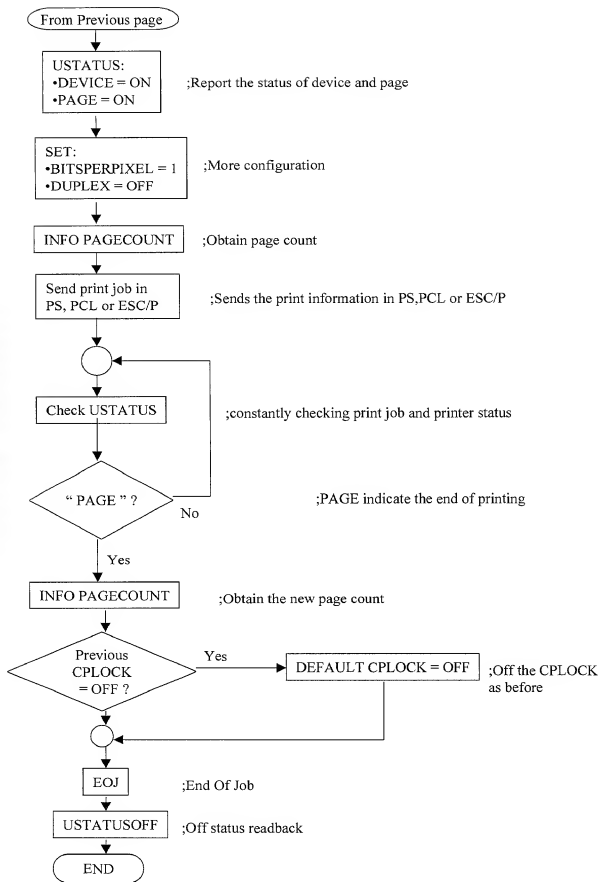 From Previous page
USTATUS:
•DEVICE = ON
•PAGE = ON
;Report the status of device and page
SET:
•BITSPERPIXEL = 1
•DUPLEX = OFF
;More configuration
INFO PAGECOUNT
;Obtain page count
Send print job in
PS, PCL or ESC/P
;Sends the print information in PS,PCL or ESC/P
Check USTATUS
;constantly checking print job and printer status
“ PAGE ” ?
No
;PAGE indicate the end of printing
Yes
INFO PAGECOUNT
;Obtain the new page count
Previous
CPLOCK
= OFF ?
Yes
DEFAULT CPLOCK = OFF
;Off the CPLOCK
as before
EOJ
;End Of Job
USTATUSOFF
;Off status readback
END